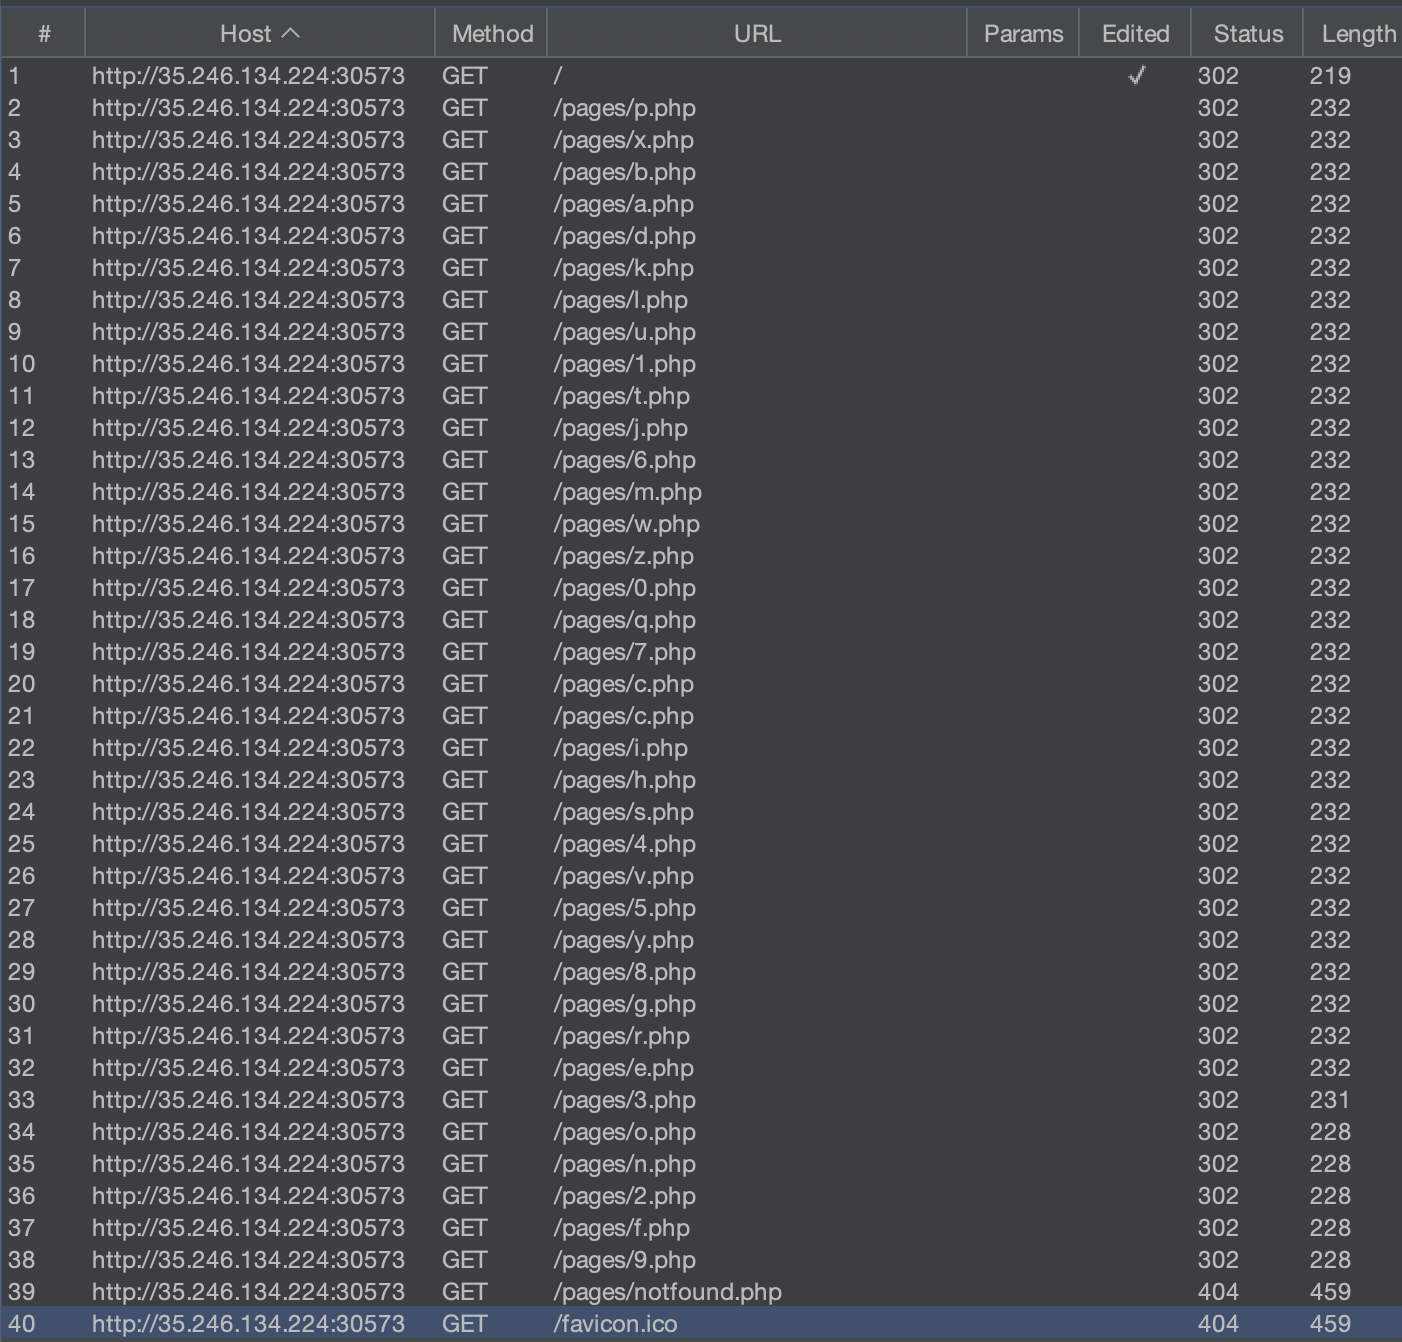 # Host Method URL Params Edited Status Length
1 http://35.246.134.224:30573 GET / ✓ 302 219
2 http://35.246.134.224:30573 GET /pages/p.php 302 232
3 http://35.246.134.224:30573 GET /pages/x.php 302 232
4 http://35.246.134.224:30573 GET /pages/b.php 302 232
5 http://35.246.134.224:30573 GET /pages/a.php 302 232
6 http://35.246.134.224:30573 GET /pages/d.php 302 232
7 http://35.246.134.224:30573 GET /pages/k.php 302 232
8 http://35.246.134.224:30573 GET /pages/l.php 302 232
9 http://35.246.134.224:30573 GET /pages/u.php 302 232
10 http://35.246.134.224:30573 GET /pages/1.php 302 232
11 http://35.246.134.224:30573 GET /pages/t.php 302 232
12 http://35.246.134.224:30573 GET /pages/j.php 302 232
13 http://35.246.134.224:30573 GET /pages/6.php 302 232
14 http://35.246.134.224:30573 GET /pages/m.php 302 232
15 http://35.246.134.224:30573 GET /pages/w.php 302 232
16 http://35.246.134.224:30573 GET /pages/z.php 302 232
17 http://35.246.134.224:30573 GET /pages/0.php 302 232
18 http://35.246.134.224:30573 GET /pages/q.php 302 232
19 http://35.246.134.224:30573 GET /pages/7.php 302 232
20 http://35.246.134.224:30573 GET /pages/c.php 302 232
21 http://35.246.134.224:30573 GET /pages/c.php 302 232
22 http://35.246.134.224:30573 GET /pages/i.php 302 232
23 http://35.246.134.224:30573 GET /pages/h.php 302 232
24 http://35.246.134.224:30573 GET /pages/s.php 302 232
25 http://35.246.134.224:30573 GET /pages/4.php 302 232
26 http://35.246.134.224:30573 GET /pages/v.php 302 232
27 http://35.246.134.224:30573 GET /pages/5.php 302 232
28 http://35.246.134.224:30573 GET /pages/y.php 302 232
29 http://35.246.134.224:30573 GET /pages/8.php 302 232
30 http://35.246.134.224:30573 GET /pages/g.php 302 232
31 http://35.246.134.224:30573 GET /pages/r.php 302 232
32 http://35.246.134.224:30573 GET /pages/e.php 302 232
33 http://35.246.134.224:30573 GET /pages/3.php 302 231
34 http://35.246.134.224:30573 GET /pages/o.php 302 228
35 http://35.246.134.224:30573 GET /pages/n.php 302 228
36 http://35.246.134.224:30573 GET /pages/2.php 302 228
37 http://35.246.134.224:30573 GET /pages/f.php 302 228
38 http://35.246.134.224:30573 GET /pages/9.php 302 228
39 http://35.246.134.224:30573 GET /pages/notfound.php 404 459
40 http://35.246.134.224:30573 GET /favicon.ico 404 459